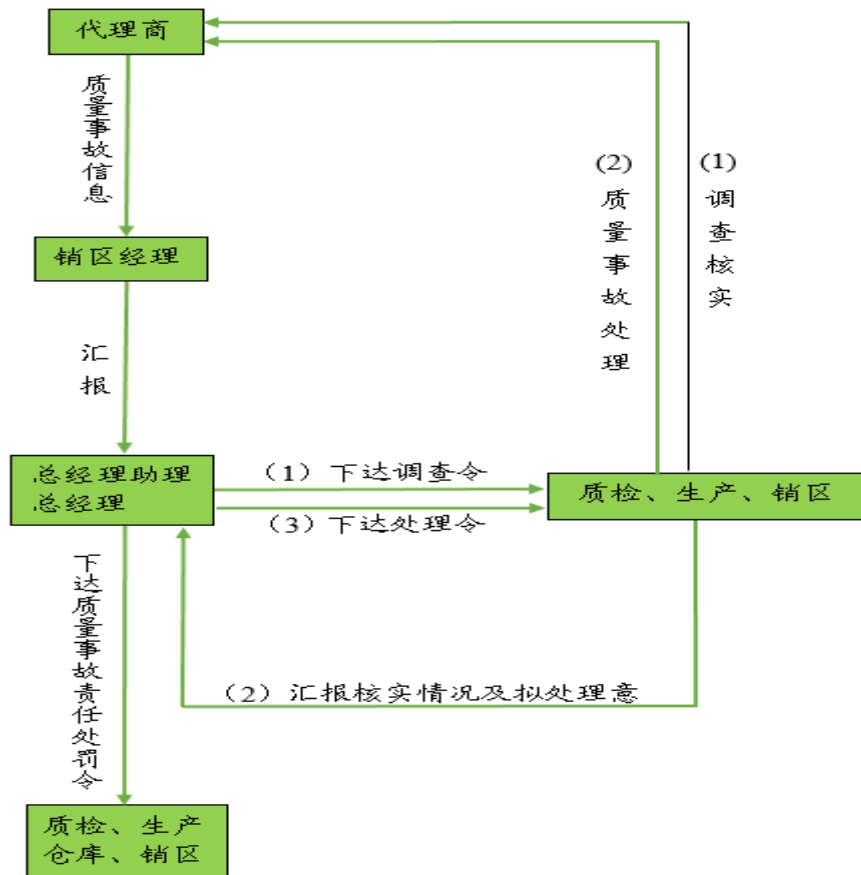 代理商
质量事故信息
(2)质量事故处理
(1)调查核实
销区经理
汇报
总经理助理
总经理
（1）下达调查令
（3）下达处理令
质检、生产、销区
下达质量事故责任处罚令
（2）汇报核实情况及拟处理意
质检、生产
仓库、销区